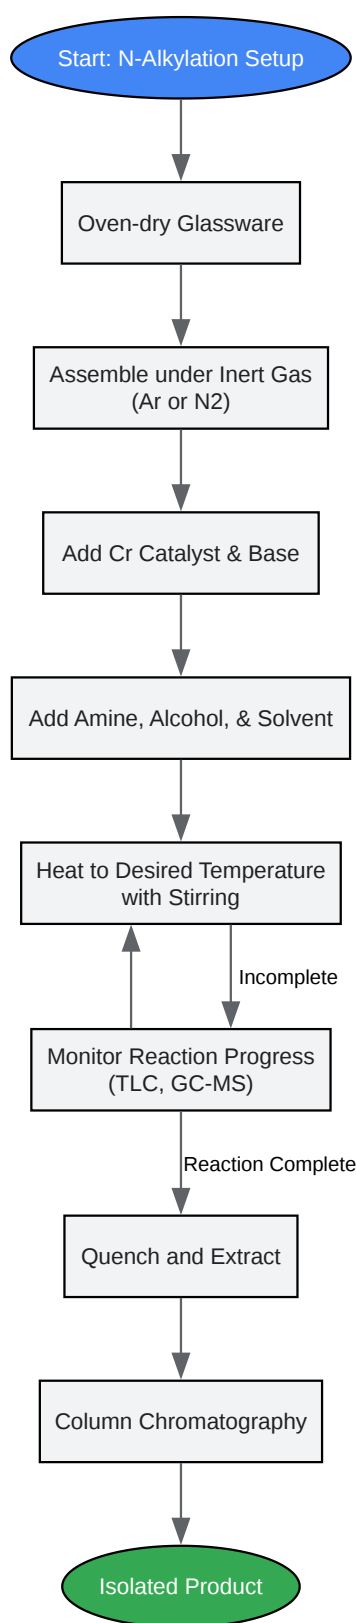 Start: N-Alkylation Setup
Oven-dry Glassware
Assemble under Inert Gas
(Ar or N2)
Add Cr Catalyst & Base
Add Amine, Alcohol, & Solvent
Heat to Desired Temperature
with Stirring
Incomplete
Monitor Reaction Progress
(TLC, GC-MS)
Reaction Complete
Quench and Extract
Column Chromatography
Isolated Product